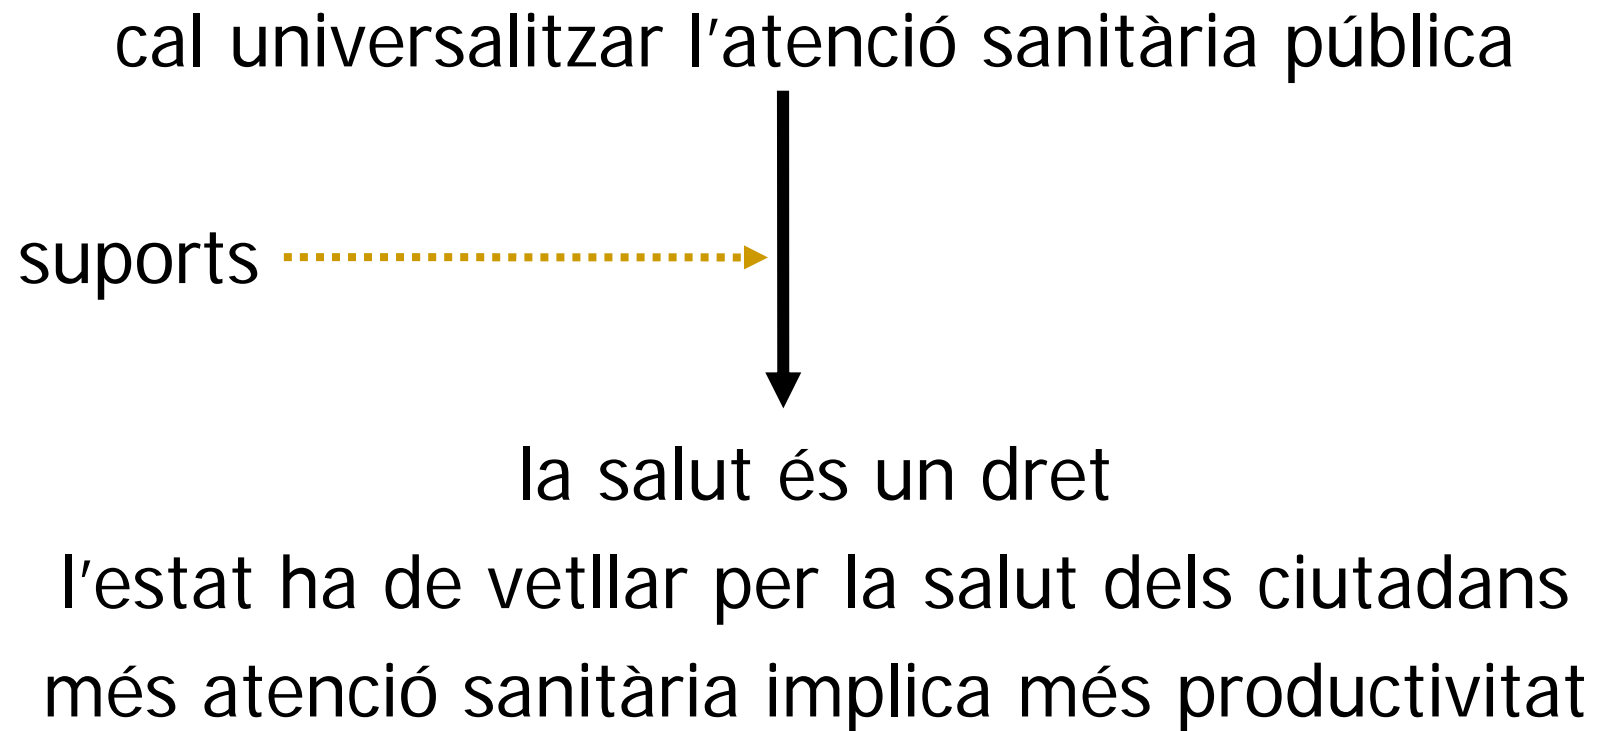 cal universalitzar l'atenció sanitària pública
suports
la salut és un dret
l'estat ha de vetllar per la salut dels ciutadans
més atenció sanitària implica més productivitat